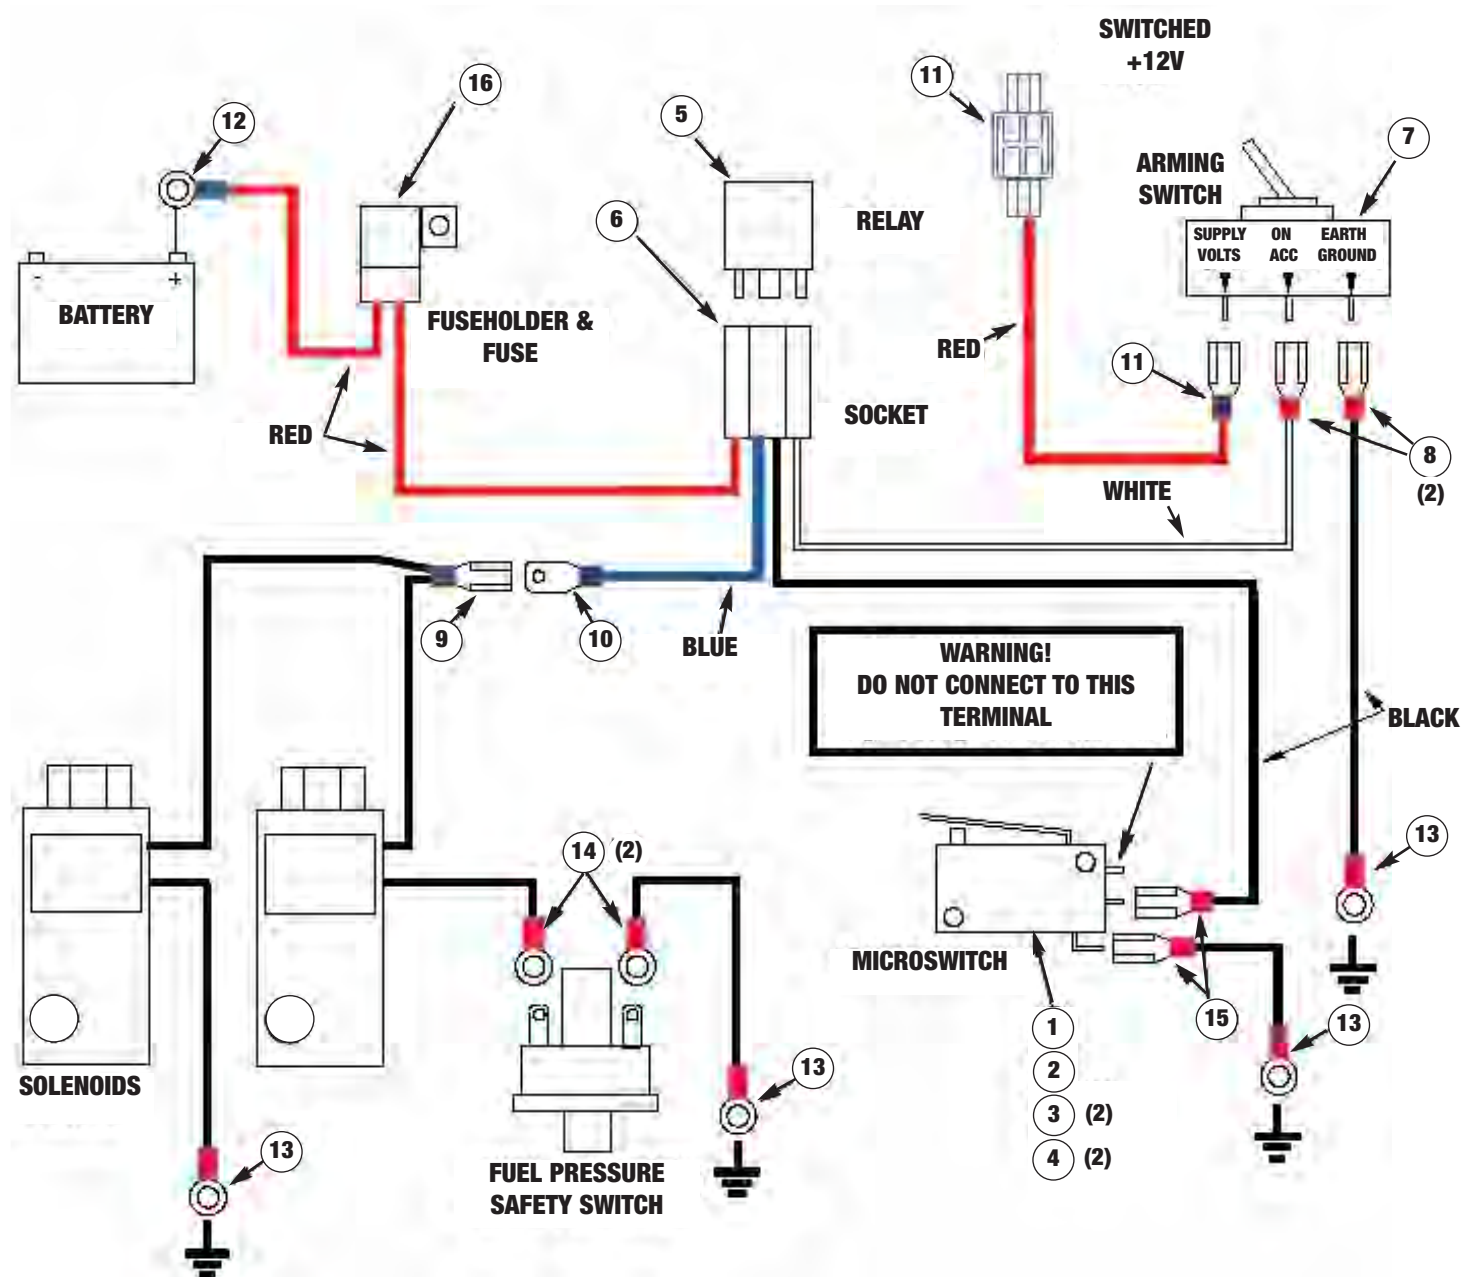 SWITCHED
+12V
11
16
12
5
7
ARMING
SWITCH
6
RELAY
SUPPLY
VOLTS
ON
ACC
EARTH
GROUND
-
+
BATTERY
FUSEHOLDER &
FUSE
RED
11
SOCKET
RED
8
(2)
WHITE
9
10
BLUE
WARNING!
DO NOT CONNECT TO THIS
TERMINAL
BLACK
13
14
(2)
MICROSWITCH
15
13
1
2
3
(2)
4
(2)
SOLENOIDS
13
13
FUEL PRESSURE
SAFETY SWITCH